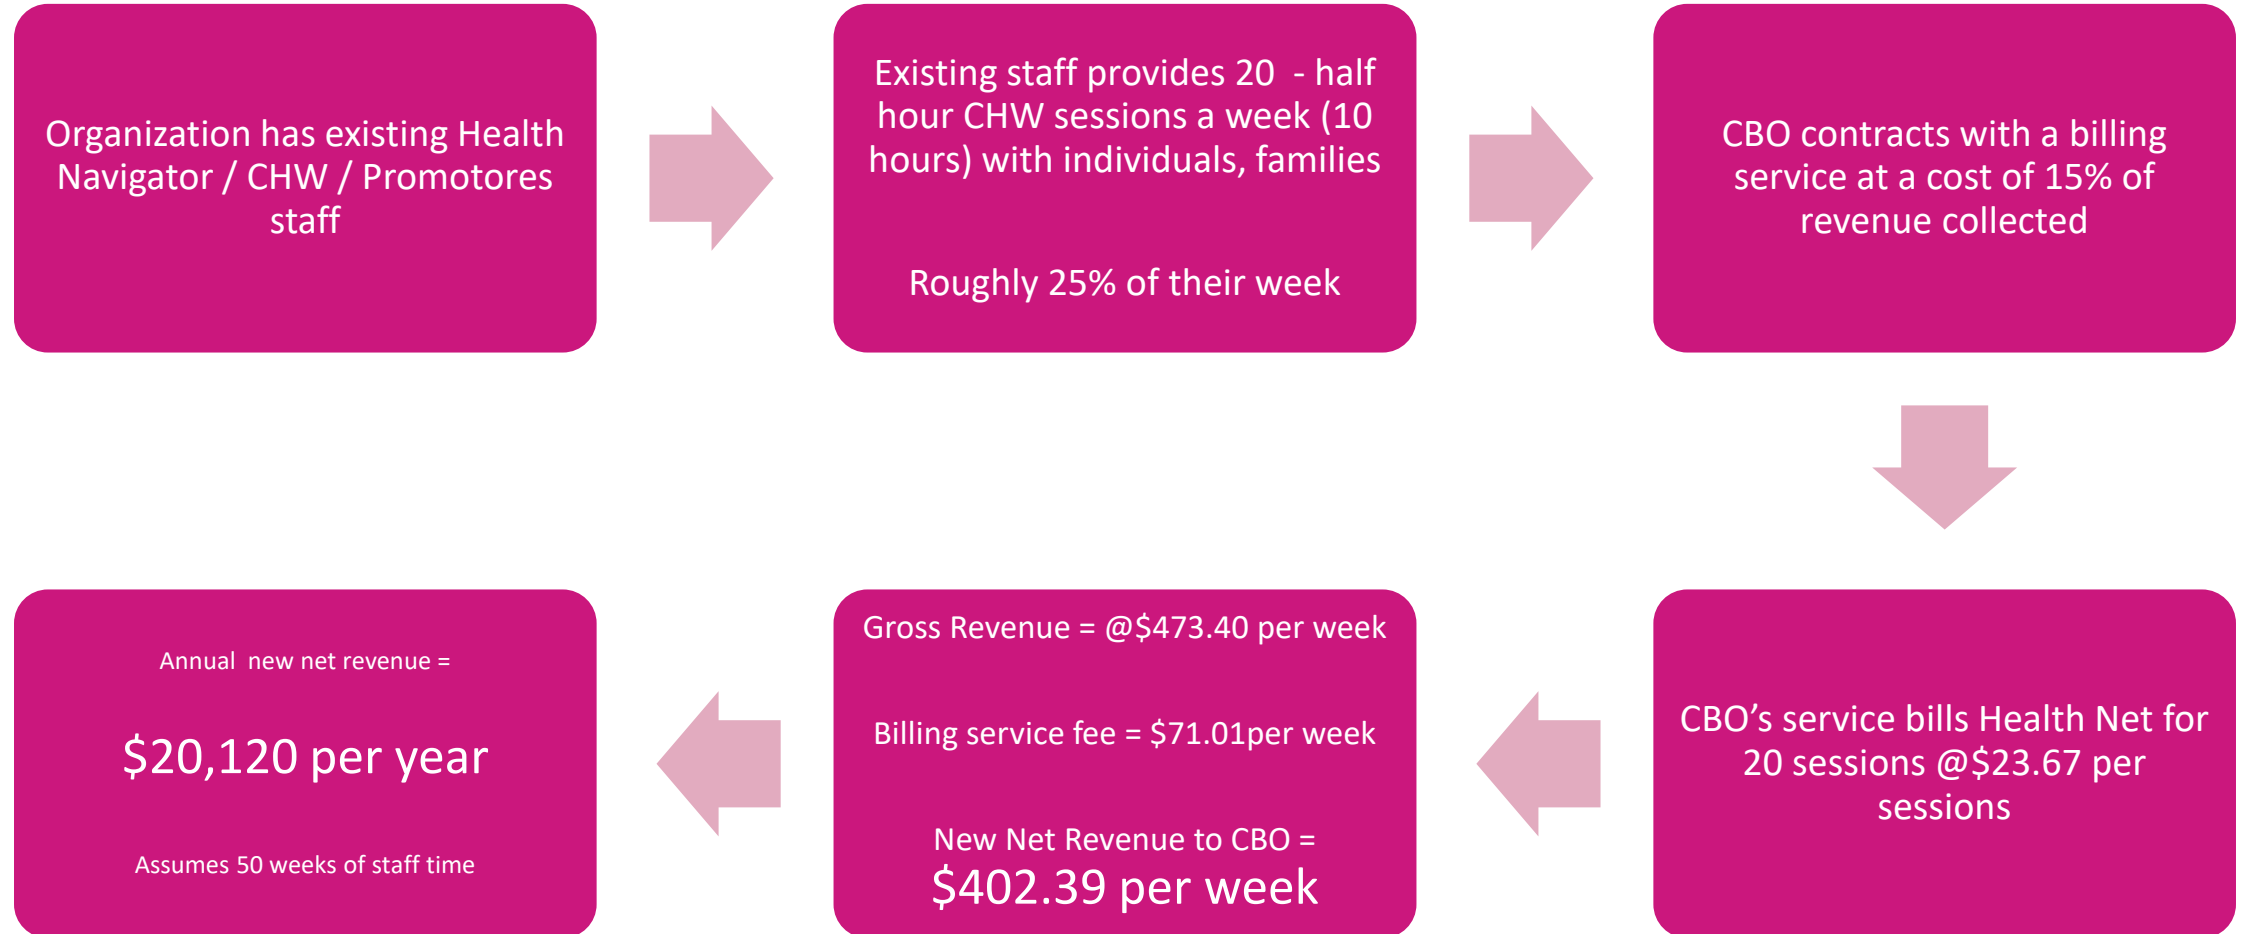 Organization has existing Health
Navigator / CHW / Promotores
staff
Existing staff provides 20  - half
hour CHW sessions a week (10
hours) with individuals, families
Roughly 25% of their week
CBO contracts with a billing
service at a cost of 15% of
revenue collected
CBO’s service bills Health Net for
20 sessions @$23.67 per
sessions
Gross Revenue = @$473.40 per week
Billing service fee = $71.01per week
New Net Revenue to CBO =
$402.39 per week
Annual  new net revenue =
$20,120 per year
Assumes 50 weeks of staff time